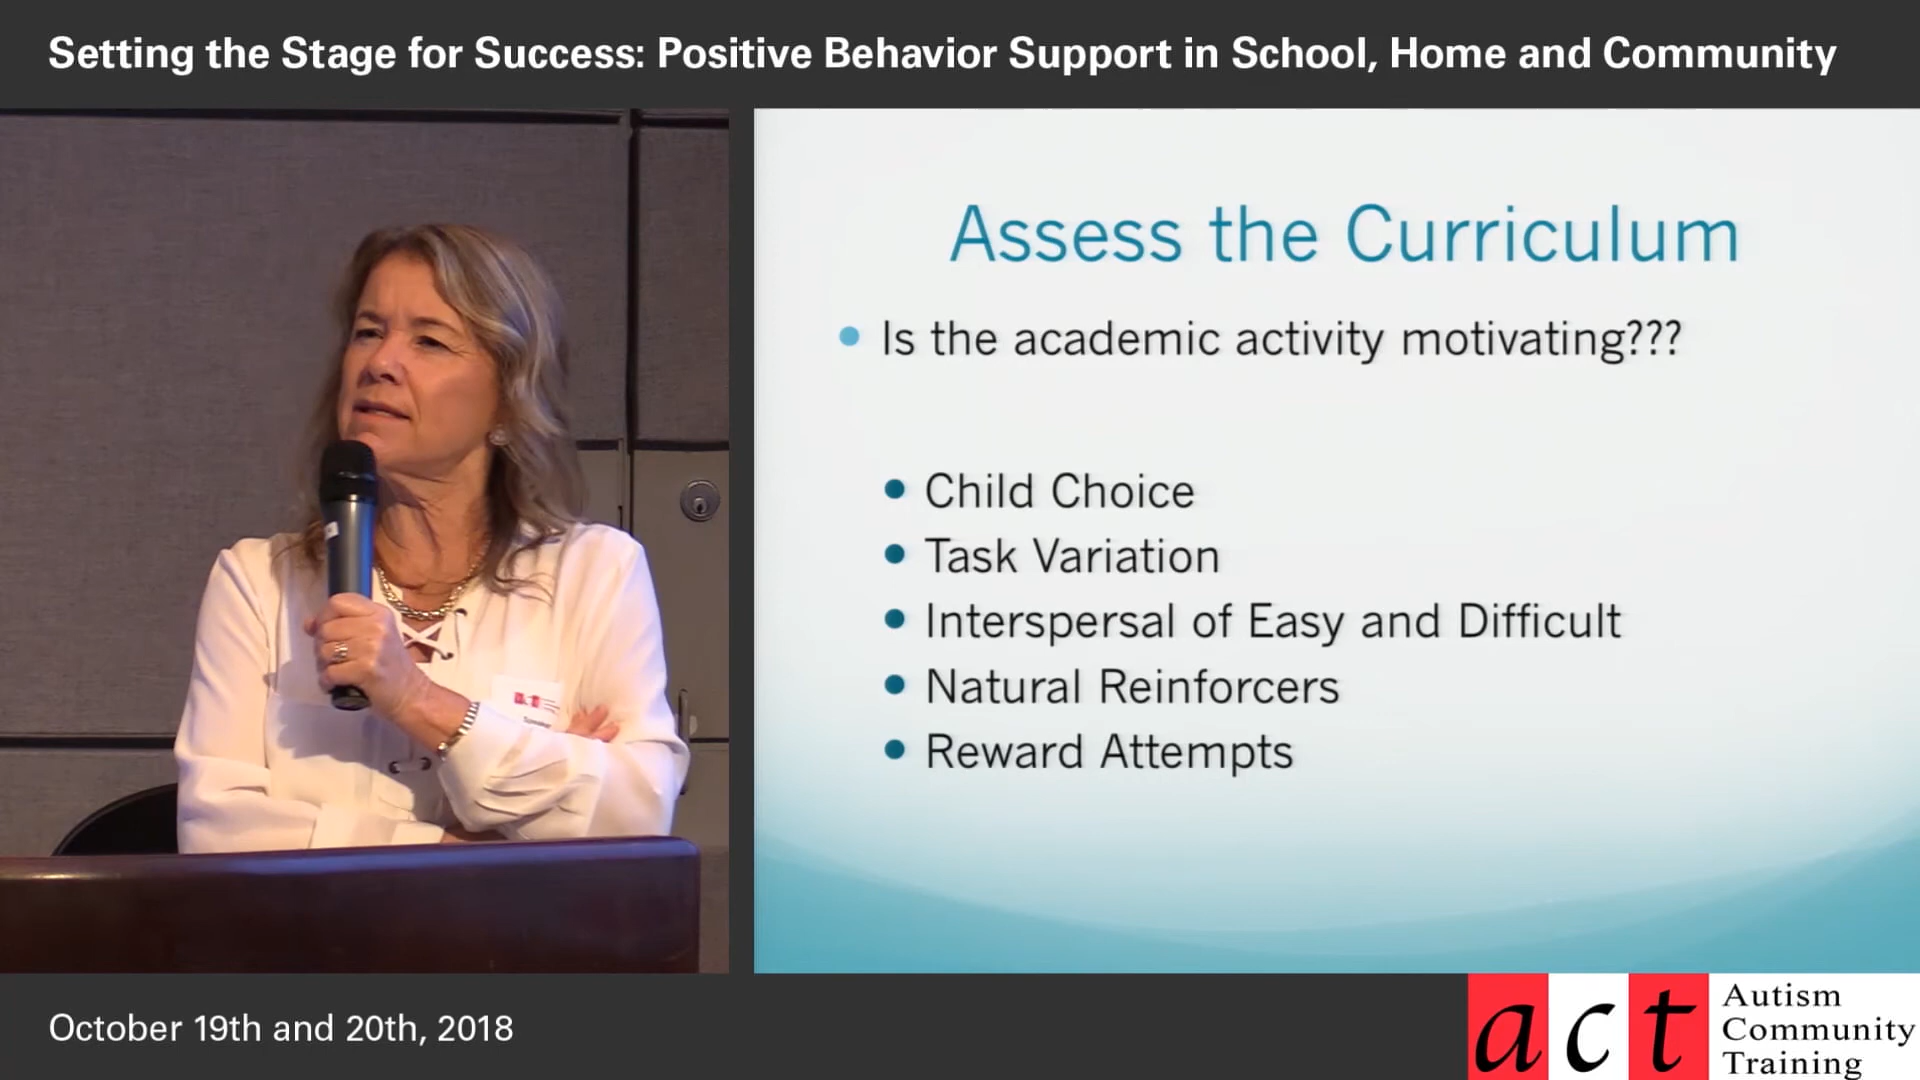 Setting the Stage for Success: Positive Behavior Support in School, Home and Community
Assess the Curriculum
Is the academic activity motivating???
Child Choice
Task Variation
Interspersal of Easy and Difficult
Natural Reinforcers
Reward Attempts
October 19th and 20th, 2018
act
Autism
Community
Training